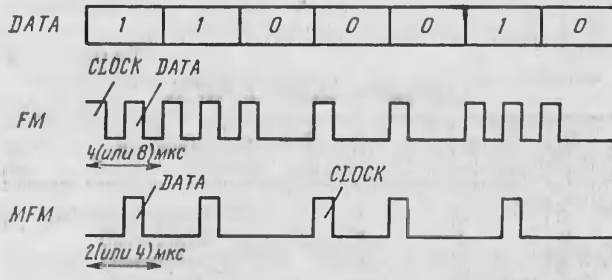 DATA 1 1 0 0 0 1 0
CLOCK DATA
FM
4(или 8)мкс
DATA CLOCK
MFM
2(или 4)мкс